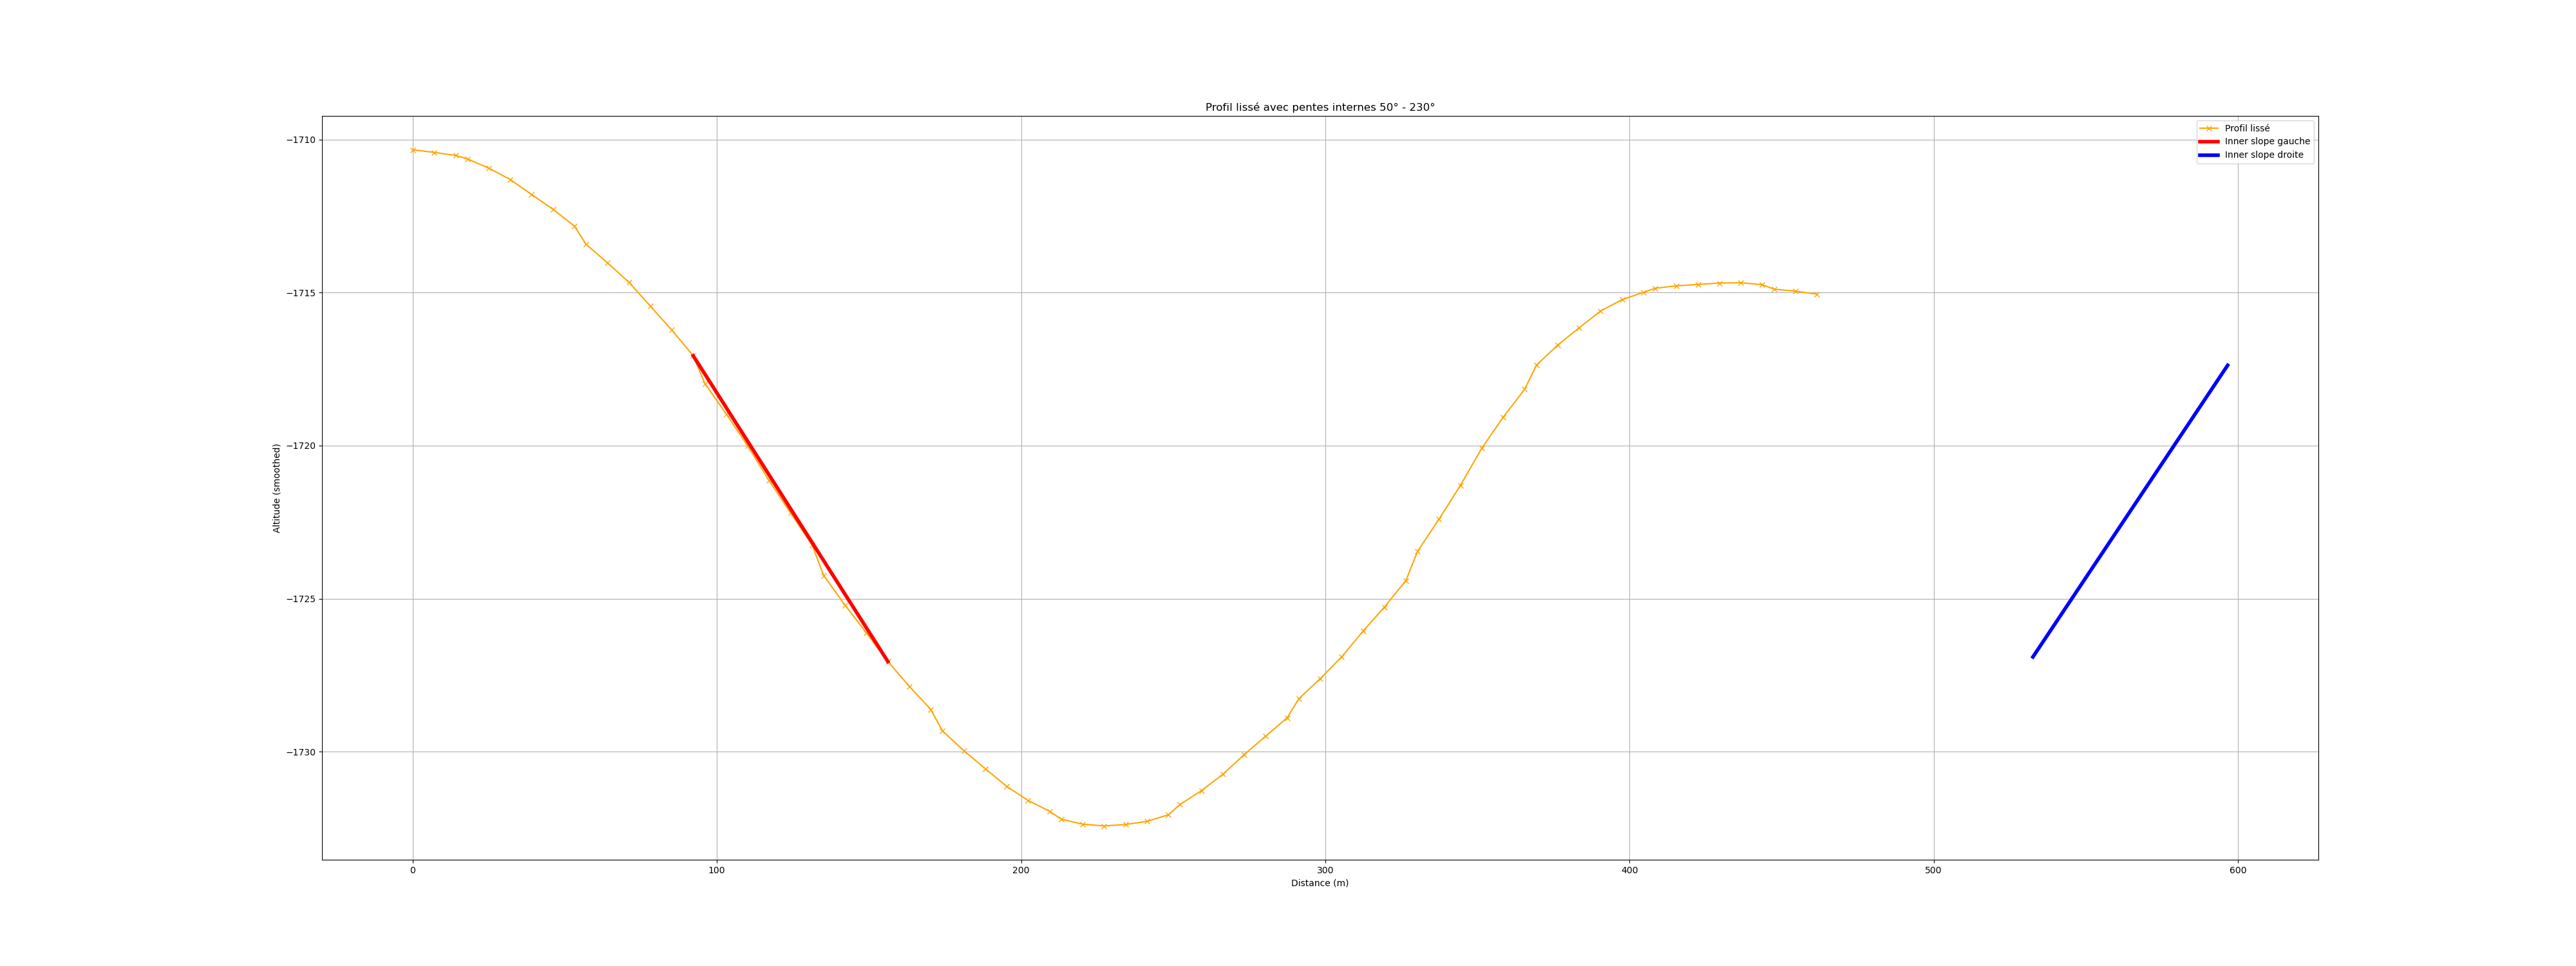 Profil lissé avec pentes internes 50° - 230°
Profil lissé
Inner slope gauche
Inner slope droite
−1710
−1715
−1720
−1725
−1730
Altitude (smoothed)
0
100
200
300
400
500
600
Distance (m)